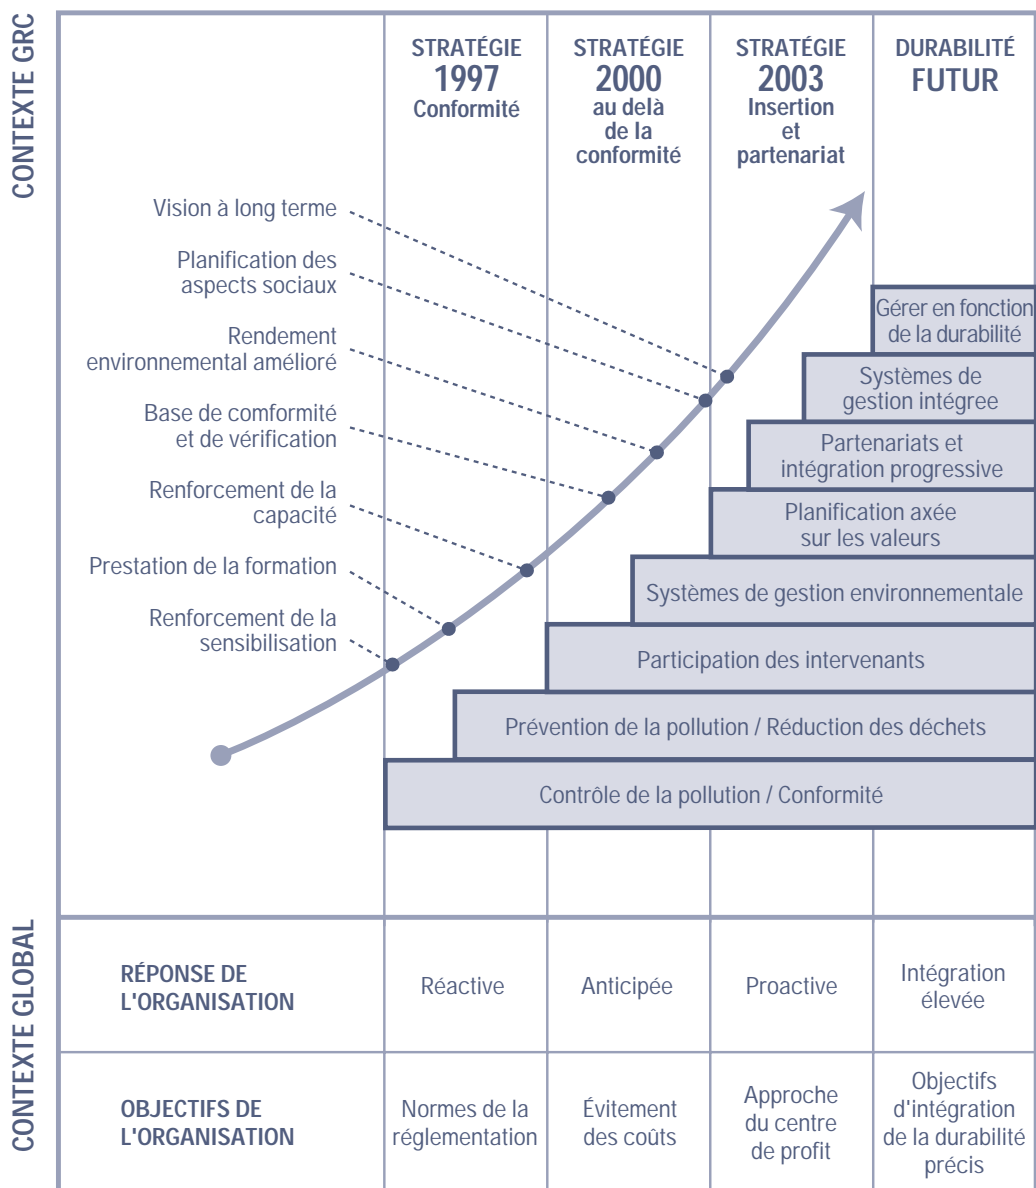 CONTEXTE GRC
STRATÉGIE
1997
Conformité
STRATÉGIE
2000
au delà
de la
conformité
STRATÉGIE
2003
Insertion
et
partenariat
DURABILITÉ
FUTUR
Vision à long terme
Planification des
aspects sociaux
Rendement
environnemental amélioré
Base de comformité
et de vérification
Renforcement de la
capacité
Prestation de la formation
Renforcement de la
sensibilisation
Gérer en fonction
de la durabilité
Systèmes de
gestion intégree
Partenariats et
intégration progressive
Planification axée
sur les valeurs
Systèmes de gestion environnementale
Participation des intervenants
Prévention de la pollution / Réduction des déchets
Contrôle de la pollution / Conformité
CONTEXTE GLOBAL
RÉPONSE DE
L'ORGANISATION
Réactive
Anticipée
Proactive
Intégration
élevée
OBJECTIFS DE
L'ORGANISATION
Normes de la
réglementation
Évitement
des coûts
Approche
du centre
de profit
Objectifs
d'intégration
de la durabilité
précis